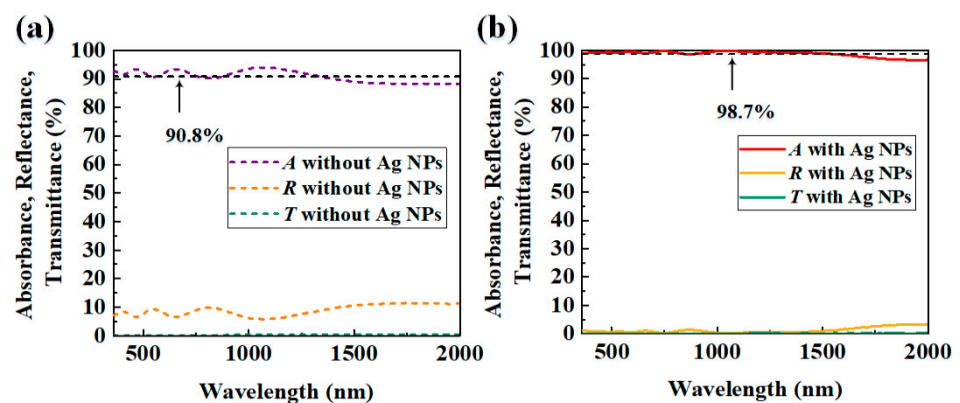 (a)
Absorbance, Reflectance,
Transmittance (%)
100
90
80
70
60
50
40
30
20
10
0
90.8%
A without Ag NPs
R without Ag NPs
T without Ag NPs
500
1000
1500
2000
Wavelength (nm)
(b)
Absorbance, Reflectance,
Transmittance (%)
100
90
80
70
60
50
40
30
20
10
0
98.7%
A with Ag NPs
R with Ag NPs
T with Ag NPs
500
1000
1500
2000
Wavelength (nm)